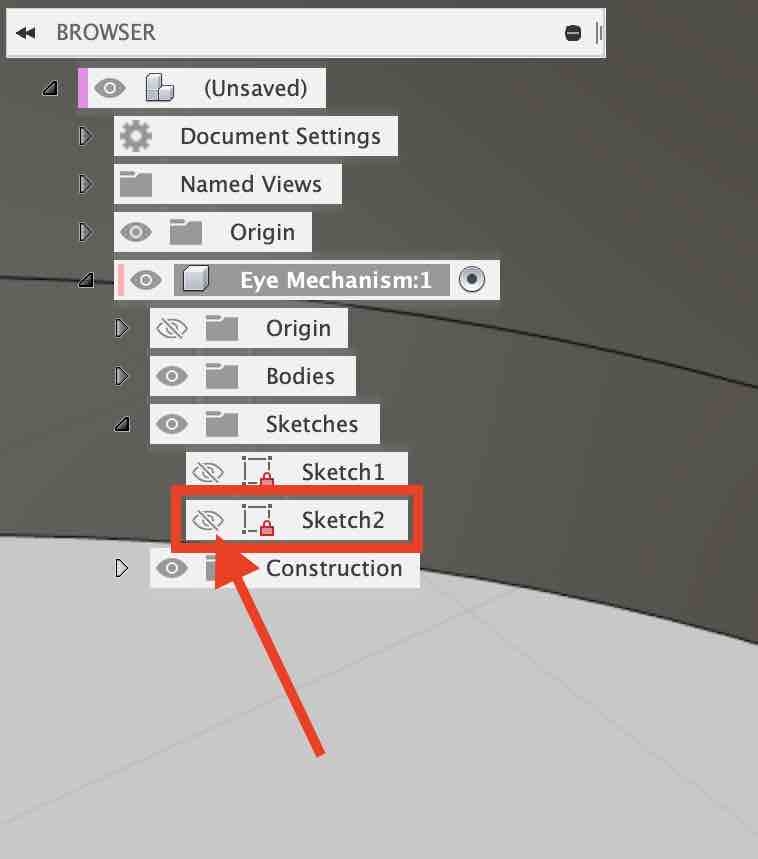 BROWSER
(Unsaved)
Document Settings
Named Views
Origin
Eye Mechanism:1
Origin
Bodies
Sketches
Sketch1
Sketch2
Construction